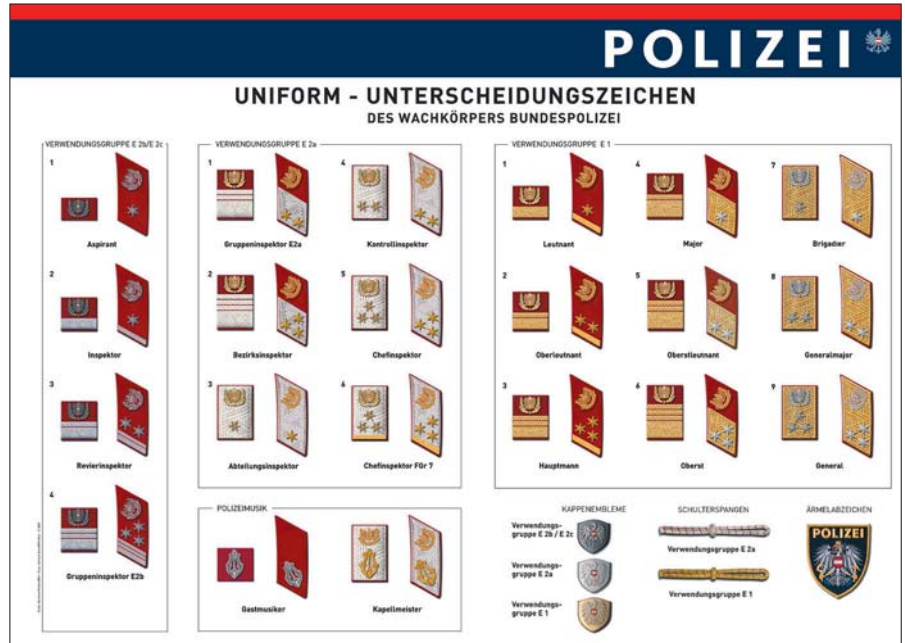 POLIZEI
UNIFORM - UNTERSCHEIDUNGSZEICHEN
DES WACHKÖRPERS BUNDESPOLIZEI
VERWENDUNGSGRUPPE E 2b/E 2c
1
Aspirant
2
Inspektor
3
Revierinspektor
4
Gruppeninspektor E2b
VERWENDUNGSGRUPPE E 2a
1
Gruppeninspektor E2a
4
Kontrollinspektor
2
Bezirksinspektor
5
Chefinspektor
3
Abteilungsinspektor
6
Chefinspektor FGr 7
VERWENDUNGSGRUPPE E 1
1
Leutnant
4
Major
7
Brigadier
2
Oberleutnant
5
Oberstleutnant
8
Generalmajor
3
Hauptmann
6
Oberst
9
General
POLIZEIMUSIK
Gastmusiker
Kapellmeister
KAPPENEMBLEME
Verwendungs-
gruppe E 2b / E 2c
Verwendungs-
gruppe E 2a
Verwendungs-
gruppe E 1
SCHULTERSPANGEN
Verwendungsgruppe E 2a
Verwendungsgruppe E 1
ÄRMELABZEICHEN
POLIZEI